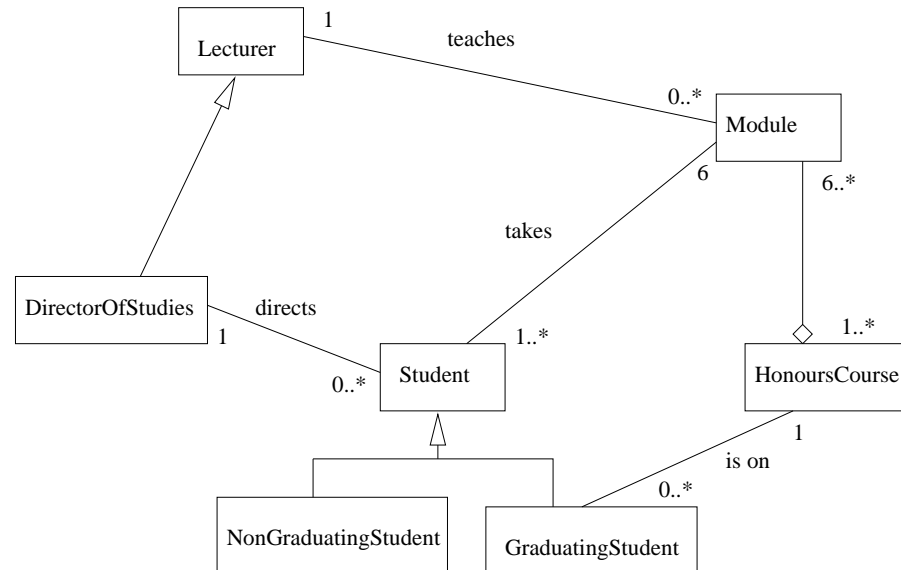 1
Lecturer
teaches
0..*
Module
6
6..*
takes
DirectorOfStudies
directs
1
1..*
1..*
0..*
Student
HonoursCourse
1
is on
0..*
NonGraduatingStudent
GraduatingStudent